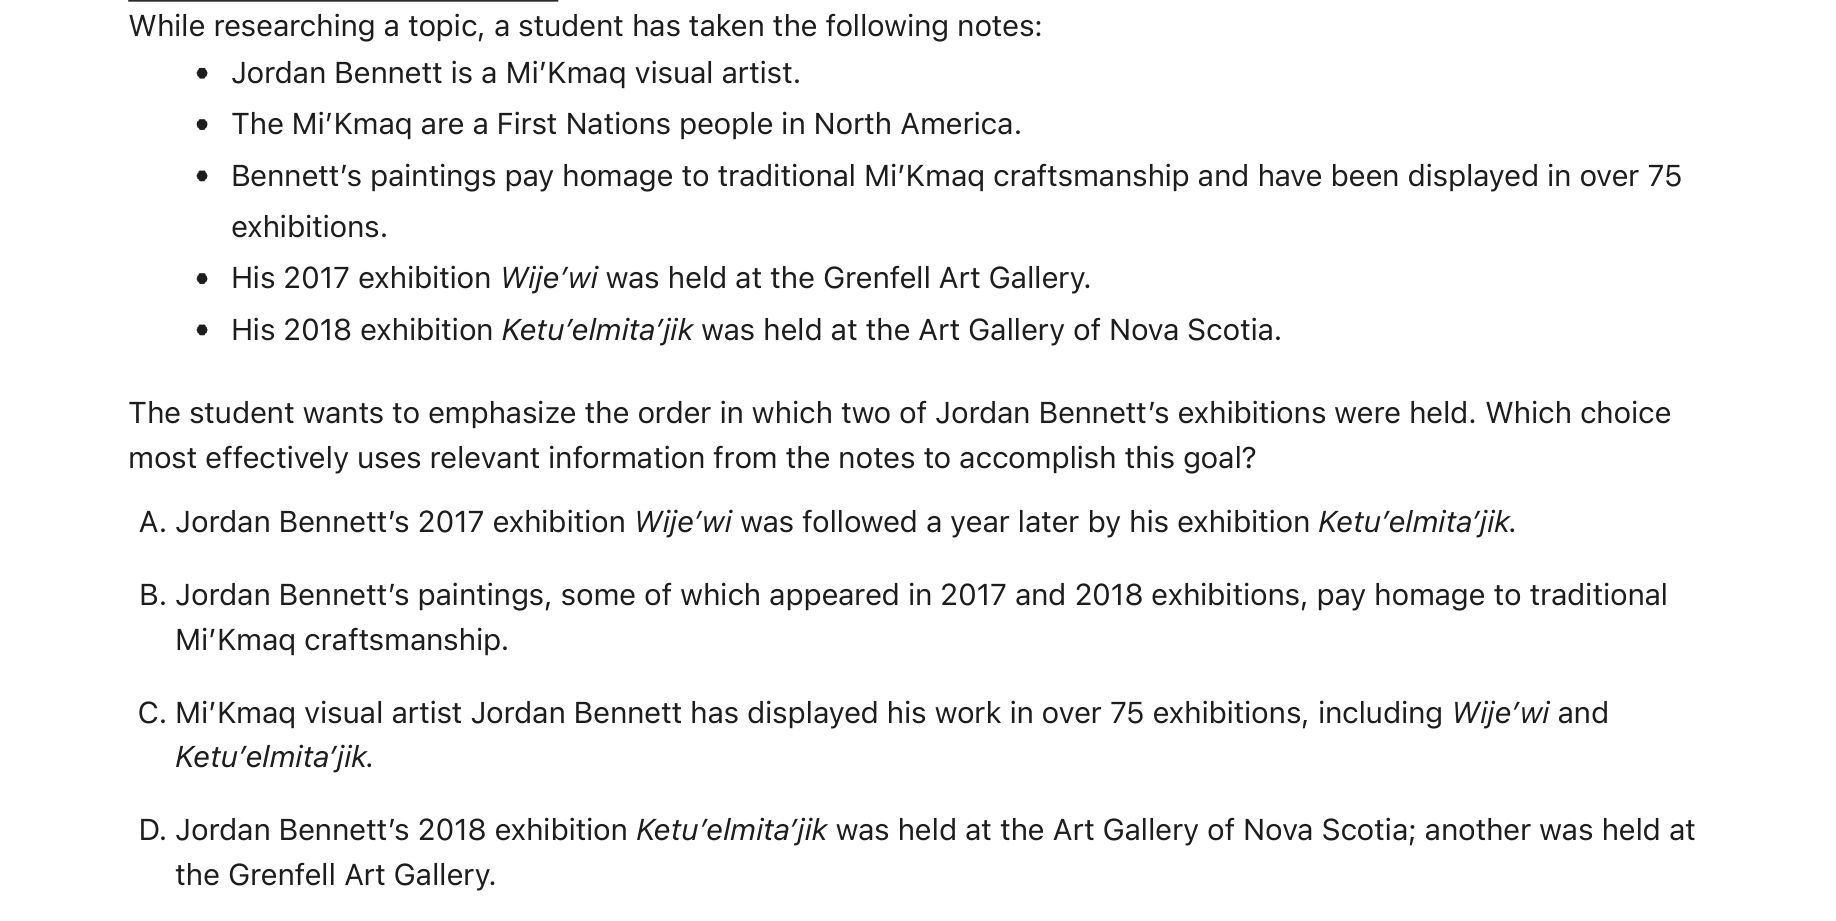 While researching a topic, a student has taken the following notes:
• Jordan Bennett is a Mi’Kmaq visual artist.
• The Mi’Kmaq are a First Nations people in North America.
• Bennett’s paintings pay homage to traditional Mi’Kmaq craftsmanship and have been displayed in over 75
exhibitions.
• His 2017 exhibition Wije’wi was held at the Grenfell Art Gallery.
• His 2018 exhibition Ketu’elmita’jik was held at the Art Gallery of Nova Scotia.
The student wants to emphasize the order in which two of Jordan Bennett’s exhibitions were held. Which choice
most effectively uses relevant information from the notes to accomplish this goal?
A. Jordan Bennett’s 2017 exhibition Wije’wi was followed a year later by his exhibition Ketu’elmita’jik.
B. Jordan Bennett’s paintings, some of which appeared in 2017 and 2018 exhibitions, pay homage to traditional
Mi’Kmaq craftsmanship.
C. Mi’Kmaq visual artist Jordan Bennett has displayed his work in over 75 exhibitions, including Wije’wi and
Ketu’elmita’jik.
D. Jordan Bennett’s 2018 exhibition Ketu’elmita’jik was held at the Art Gallery of Nova Scotia; another was held at
the Grenfell Art Gallery.